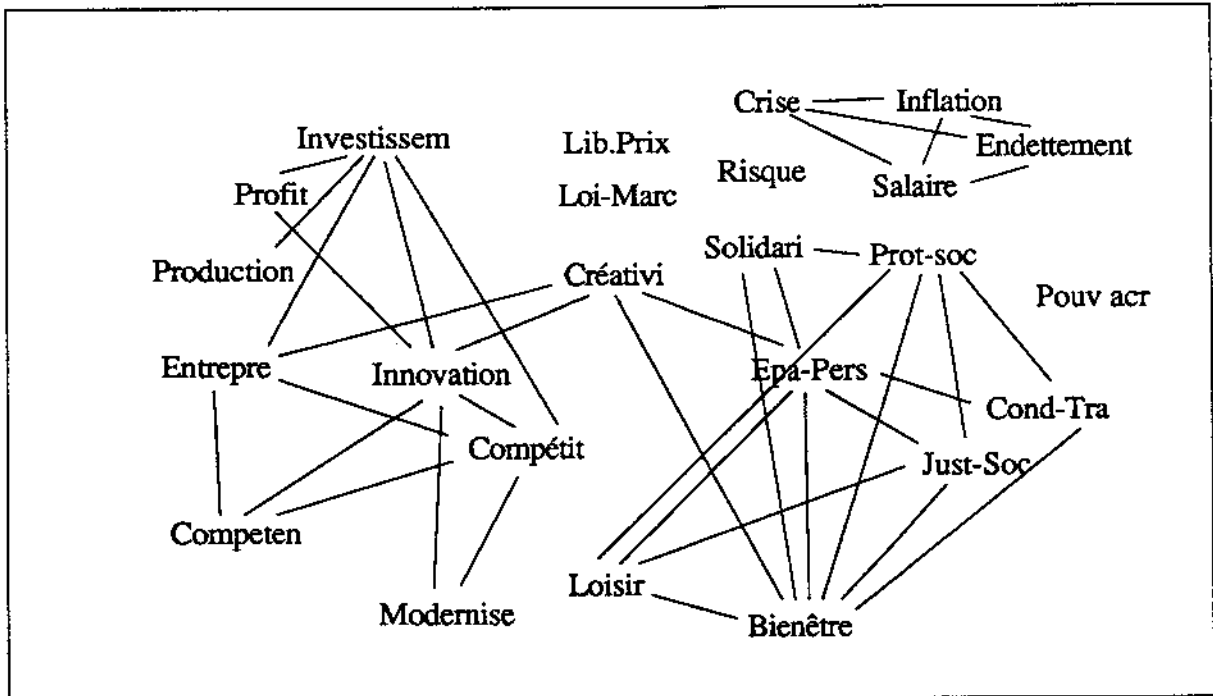 Crise
Inflation
Investissem
Lib.Prix
Endettement
Risque
Profit
Loi-Marc
Salaire
Solidari
Prot-soc
Production
Créativi
Pouv acr
Entrepre
Innovation
Epa-Pers
Cond-Tra
Compétit
Just-Soc
Competen
Loisir
Modernise
Bienêtre